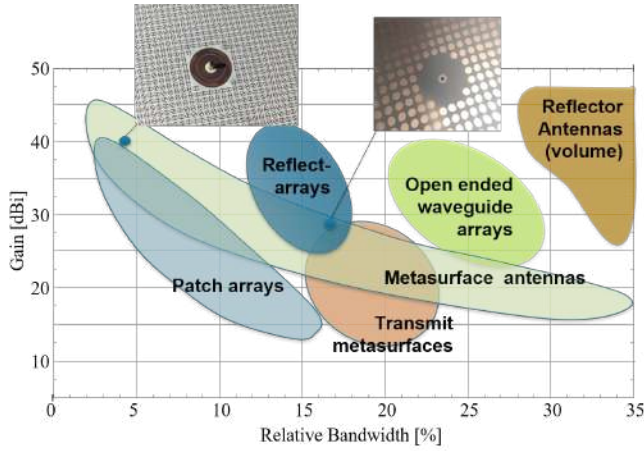 50
40
30
20
10
Gain [dBi]
Reflect-
arrays
Reflector
Antennas
(volume)
Open ended
waveguide
arrays
Patch arrays
Metasurface antennas
Transmit
metasurfaces
0
5
10
15
20
25
30
35
Relative Bandwidth [%]